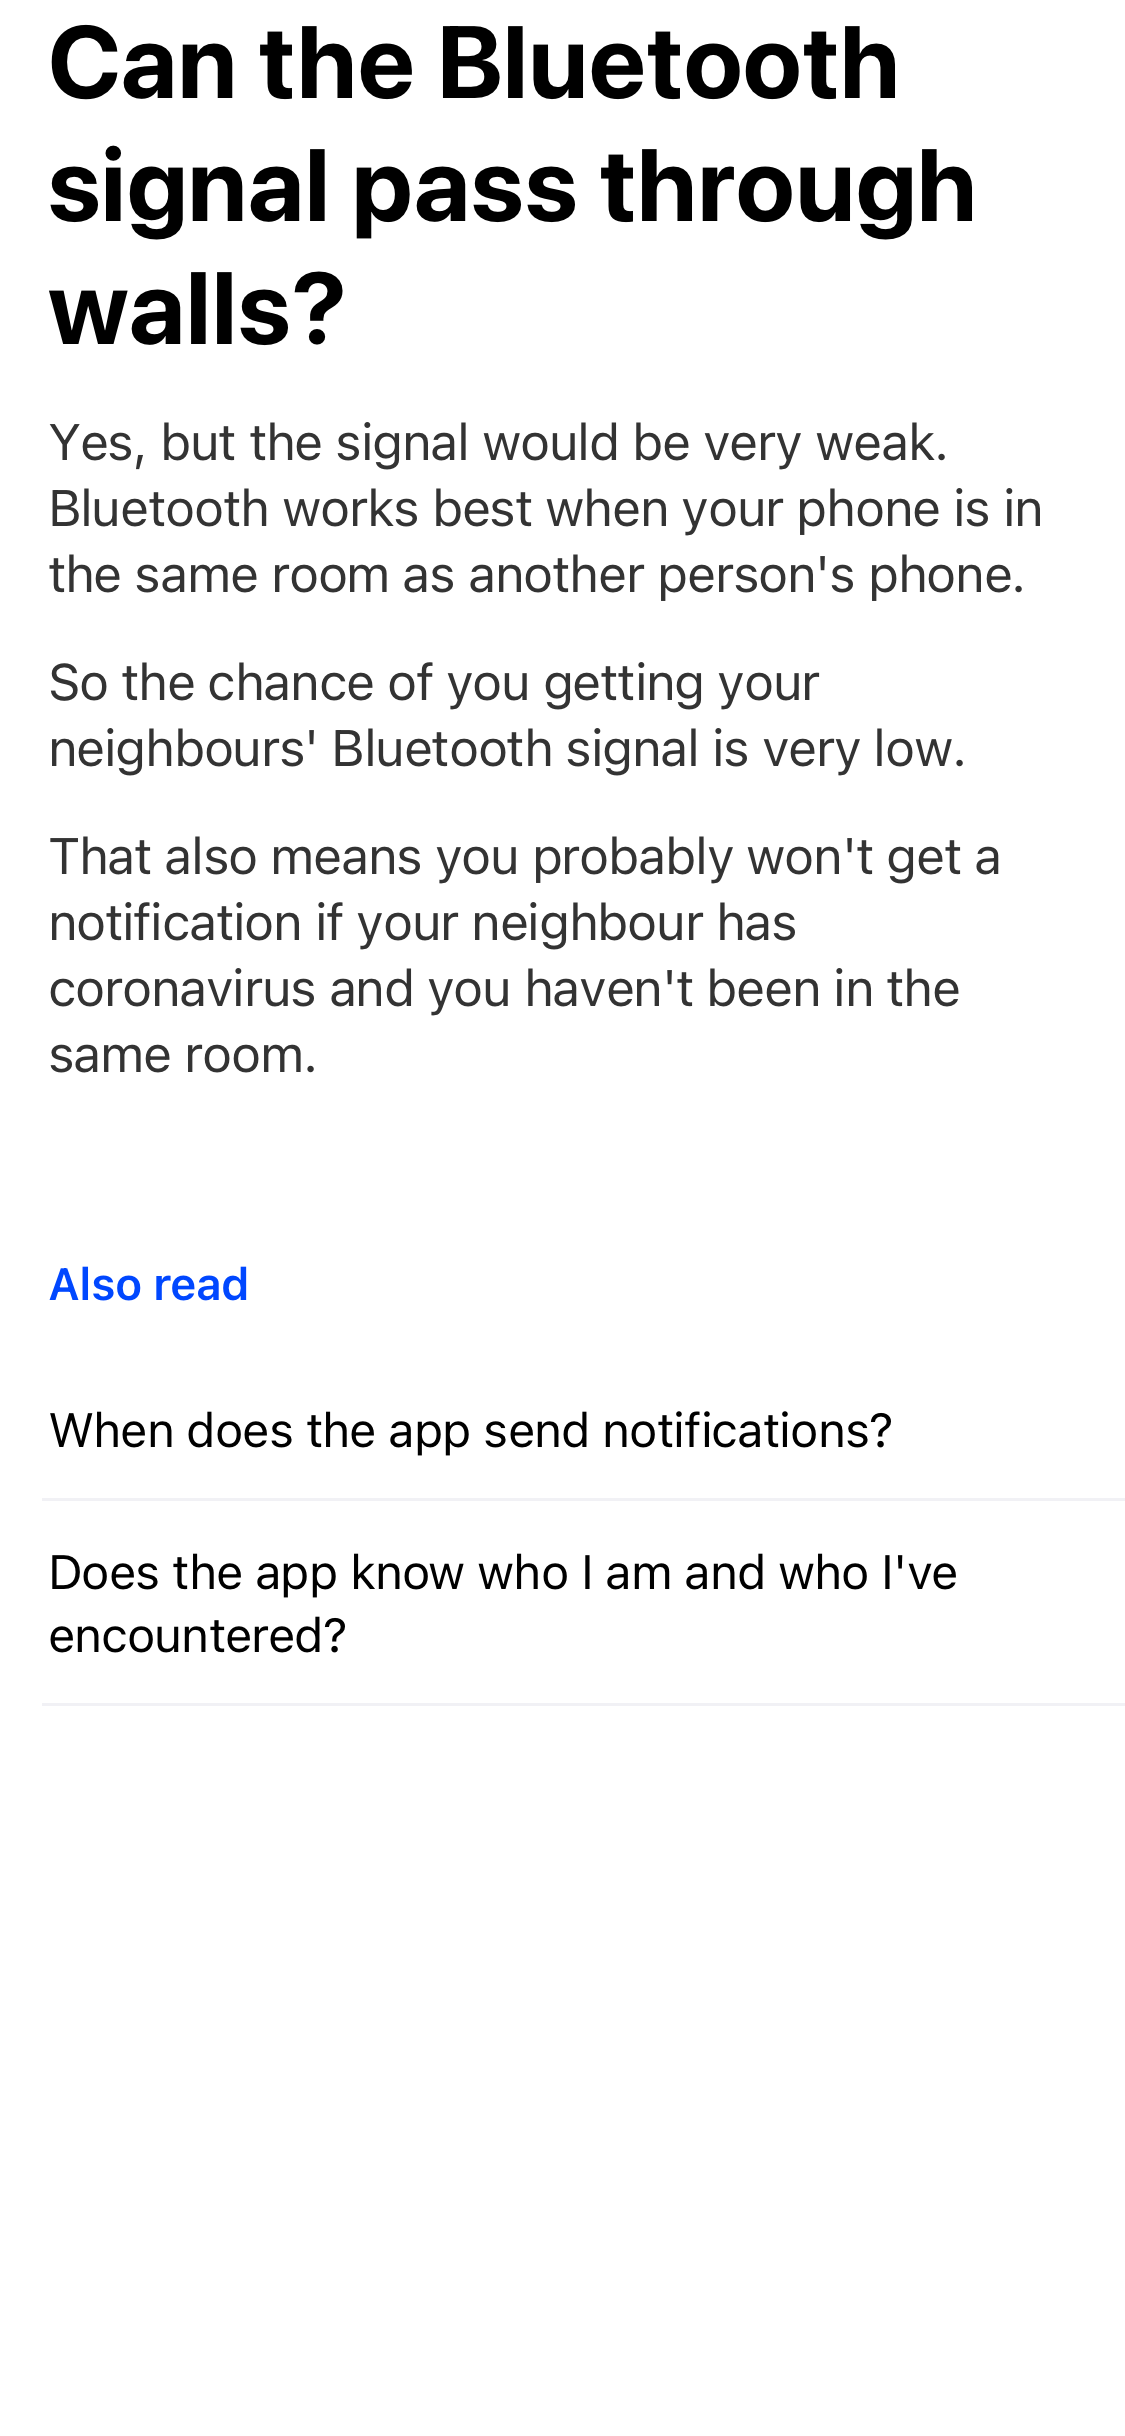 Can the Bluetooth
signal pass through
walls?
Yes, but the signal would be very weak.
Bluetooth works best when your phone is in
the same room as another person's phone.
So the chance of you getting your
neighbours' Bluetooth signal is very low.
That also means you probably won't get a
notification if your neighbour has
coronavirus and you haven't been in the
same room.
Also read
When does the app send notifications?
Does the app know who I am and who I've
encountered?